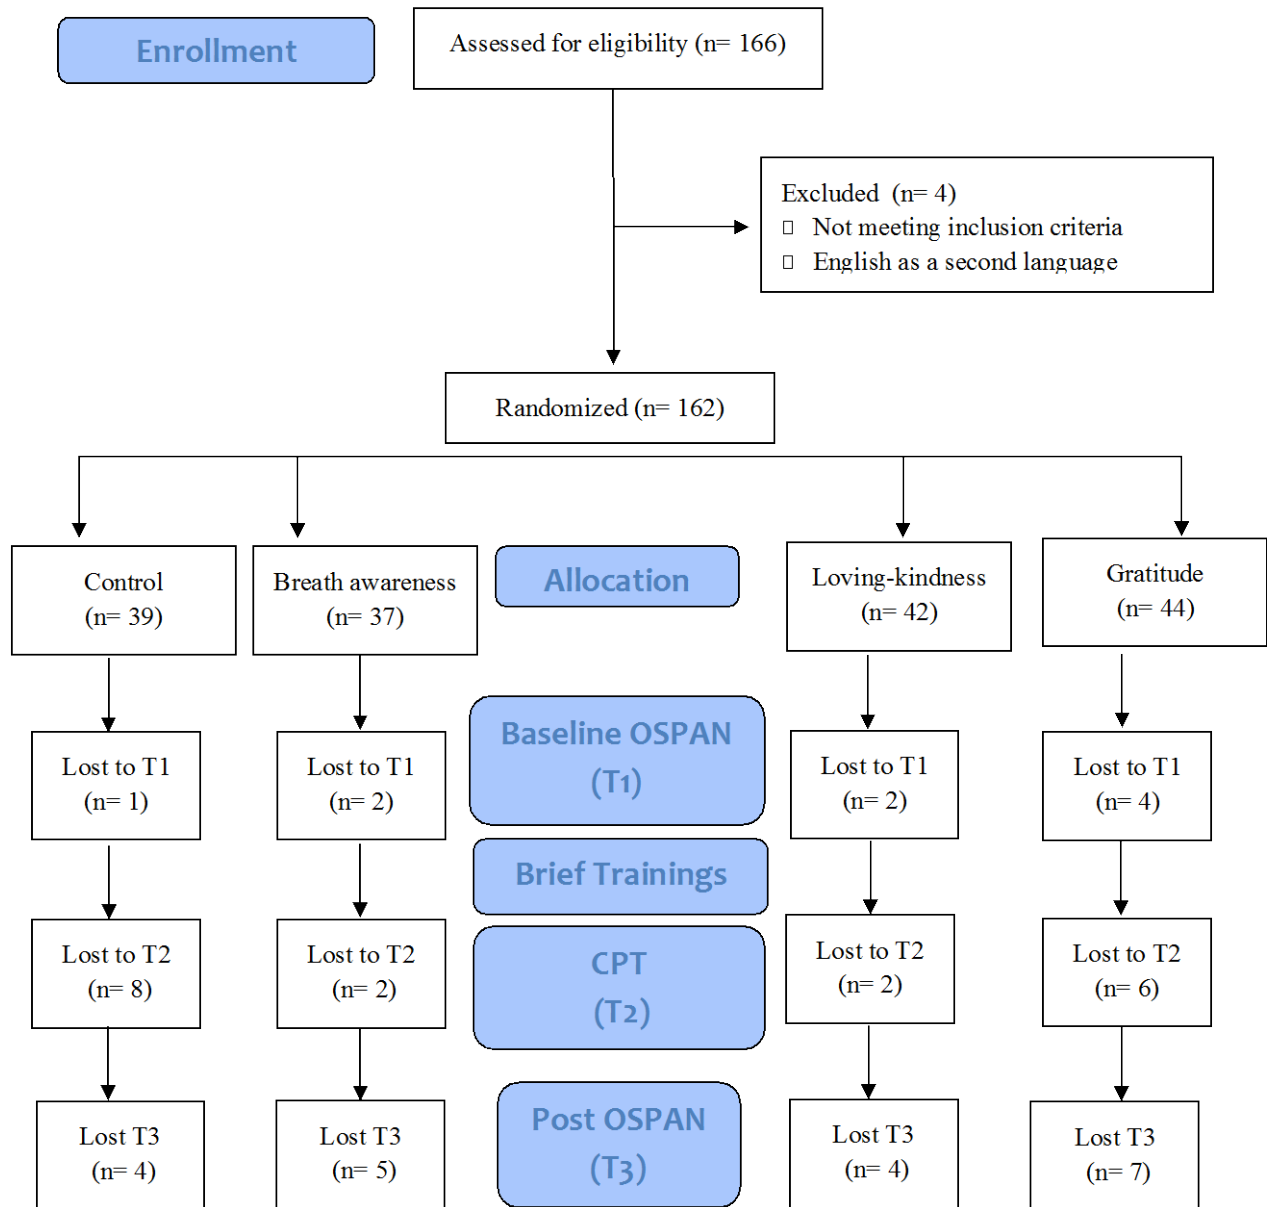 Enrollment
Assessed for eligibility (n= 166)
Excluded  (n= 4)
▯ Not meeting inclusion criteria
▯ English as a second language
Randomized (n= 162)
Control
(n= 39)
Breath awareness
(n= 37)
Allocation
Loving-kindness
(n= 42)
Gratitude
(n= 44)
Baseline OSPAN
(T1)
Lost to T1
(n= 1)
Lost to T1
(n= 2)
Lost to T1
(n= 2)
Lost to T1
(n= 4)
Brief Trainings
Lost to T2
(n= 8)
Lost to T2
(n= 2)
CPT
(T2)
Lost to T2
(n= 2)
Lost to T2
(n= 6)
Lost T3
(n= 4)
Lost T3
(n= 5)
Post OSPAN
(T3)
Lost T3
(n= 4)
Lost T3
(n= 7)